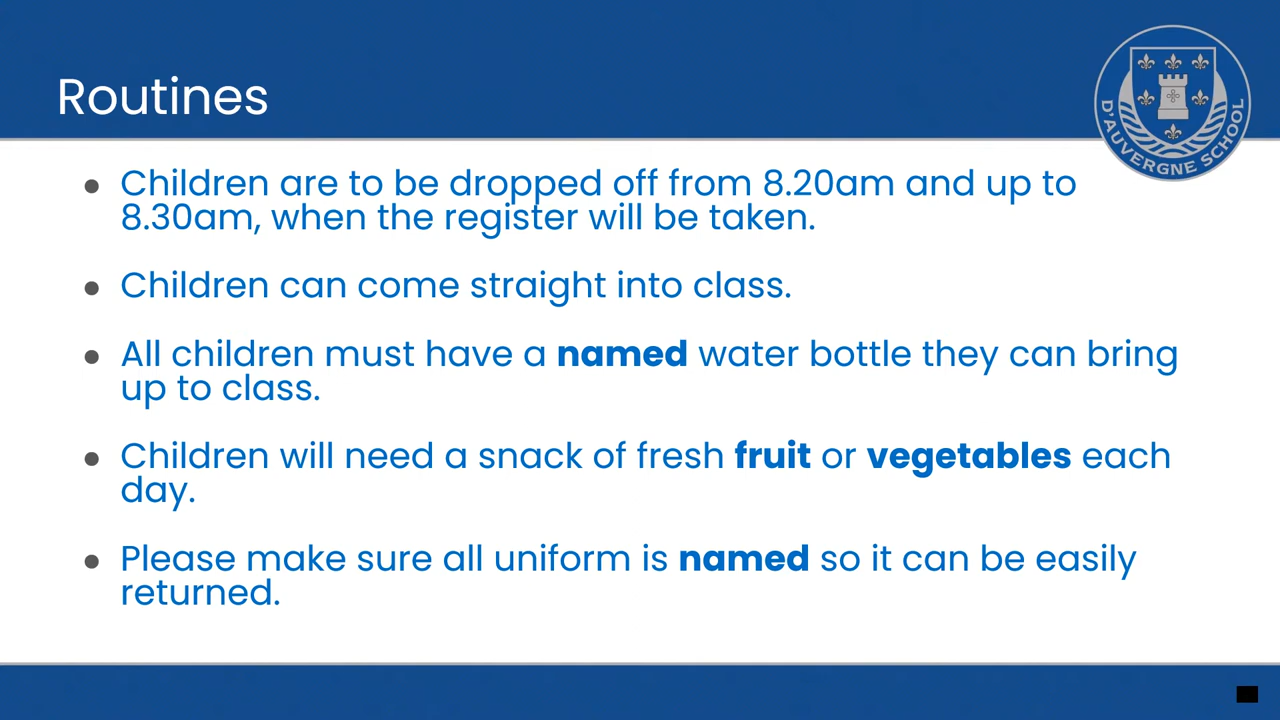 Routines
D'AUVERGNE SCHOOL
● Children are to be dropped off from 8.20am and up to
8.30am, when the register will be taken.
● Children can come straight into class.
● All children must have a named water bottle they can bring
up to class.
● Children will need a snack of fresh fruit or vegetables each
day.
● Please make sure all uniform is named so it can be easily
returned.